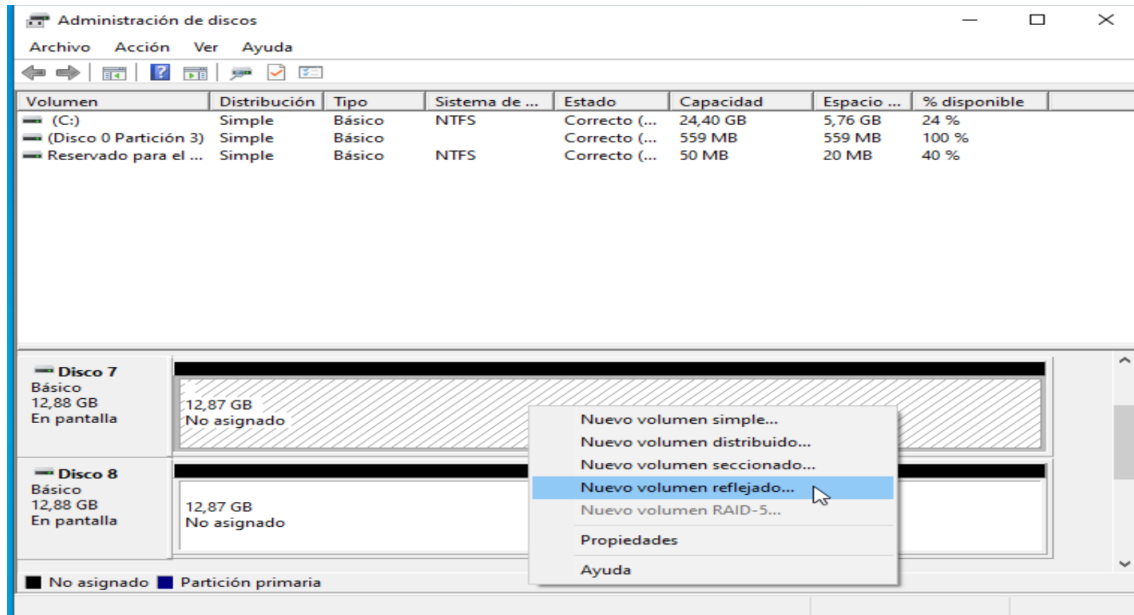 Administración de discos
Archivo Acción Ver Ayuda
Volumen Distribución Tipo Sistema de ... Estado Capacidad Espacio ... % disponible
(C:) Simple Básico NTFS Correcto (... 24,40 GB 5,76 GB 24 %
(Disco 0 Partición 3) Simple Básico Correcto (... 559 MB 559 MB 100 %
Reservado para el ... Simple Básico NTFS Correcto (... 50 MB 20 MB 40 %
Disco 7
Básico
12,88 GB
En pantalla
12,87 GB
No asignado
Disco 8
Básico
12,88 GB
En pantalla
12,87 GB
No asignado
Nuevo volumen simple...
Nuevo volumen distribuido...
Nuevo volumen seccionado...
Nuevo volumen reflejado...
Nuevo volumen RAID-5...
Propiedades
Ayuda
No asignado Partición primaria